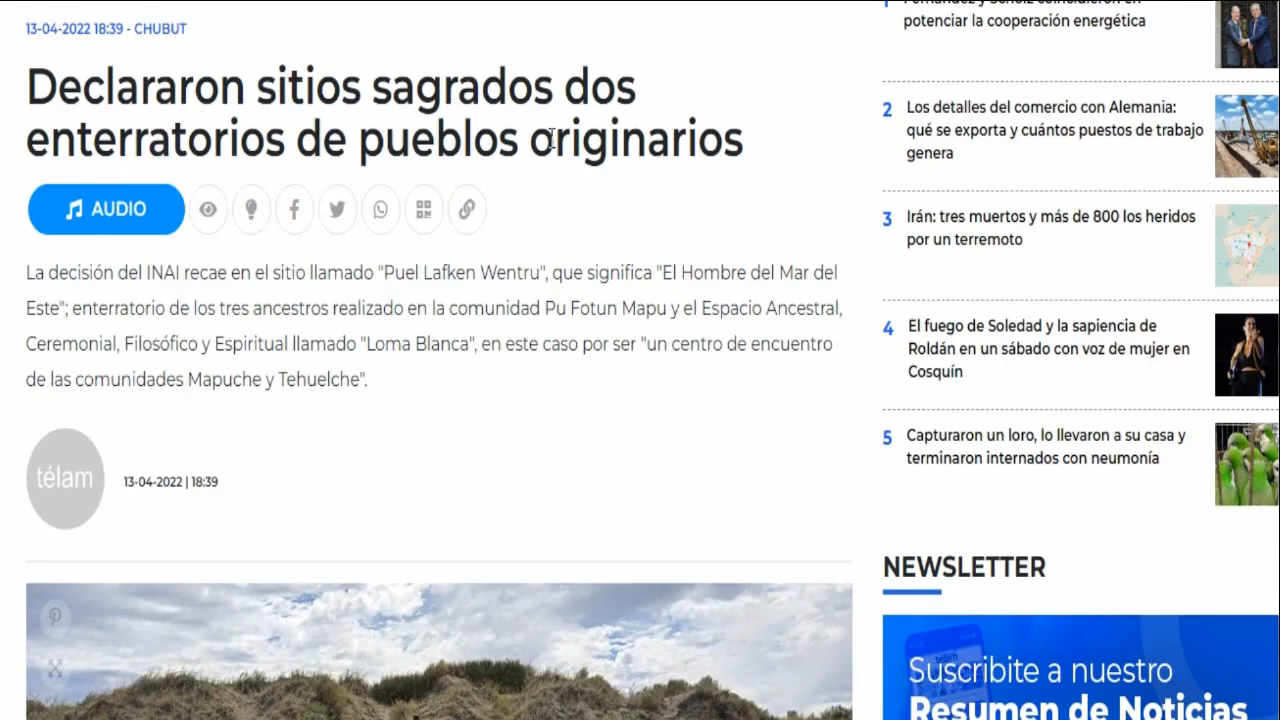 13-04-2022 18:39 - CHUBUT
Declararon sitios sagrados dos
enterratorios de pueblos originarios
AUDIO
La decisión del INAI recae en el sitio llamado "Puel Lafken Wentru", que significa "El Hombre del Mar del
Este"; enterratorio de los tres ancestros realizado en la comunidad Pu Fotun Mapu y el Espacio Ancestral,
Ceremonial, Filosófico y Espiritual llamado "Loma Blanca", en este caso por ser "un centro de encuentro
de las comunidades Mapuche y Tehuelche".
télam
13-04-2022 | 18:39
1
Fernández y Scholz coincidieron en
potenciar la cooperación energética
2
Los detalles del comercio con Alemania:
qué se exporta y cuántos puestos de trabajo
genera
3
Irán: tres muertos y más de 800 los heridos
por un terremoto
4
El fuego de Soledad y la sapiencia de
Roldán en un sábado con voz de mujer en
Cosquín
5
Capturaron un loro, lo llevaron a su casa y
terminaron internados con neumonía
NEWSLETTER
Suscribite a nuestro
Resumen de Noticias